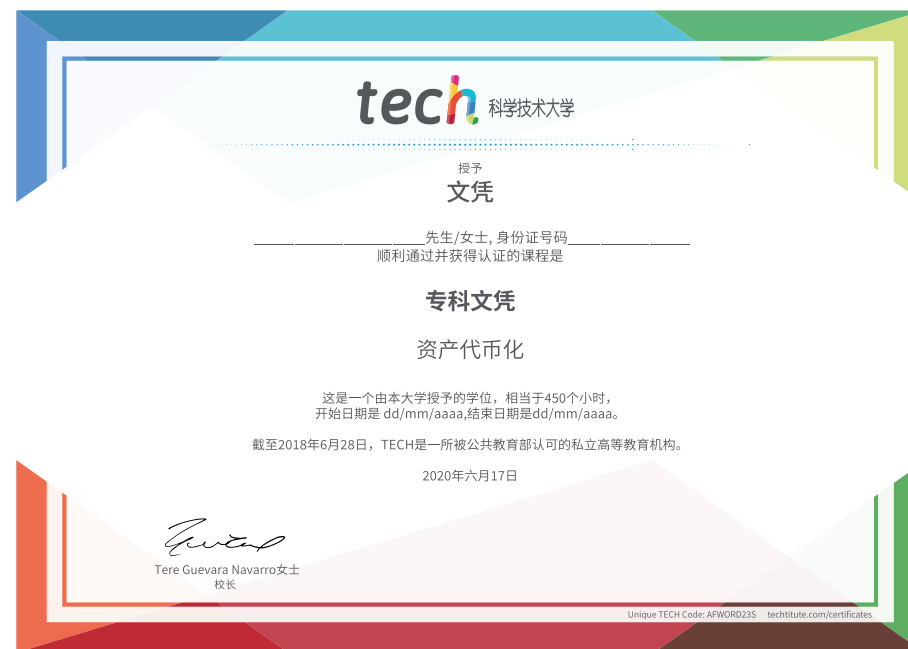 tech 科学技术大学
授予
文凭
____________________先生/女士, 身份证号码______________
顺利通过并获得认证的课程是
专科文凭
资产代币化
这是一个由本大学授予的学位，相当于450个小时，
开始日期是 dd/mm/aaaa,结束日期是dd/mm/aaaa。
截至2018年6月28日，TECH是一所被公共教育部认可的私立高等教育机构。
2020年六月17日
Tere Guevara Navarro女士
校长
Unique TECH Code: AFWORD23S techtitute.com/certificates